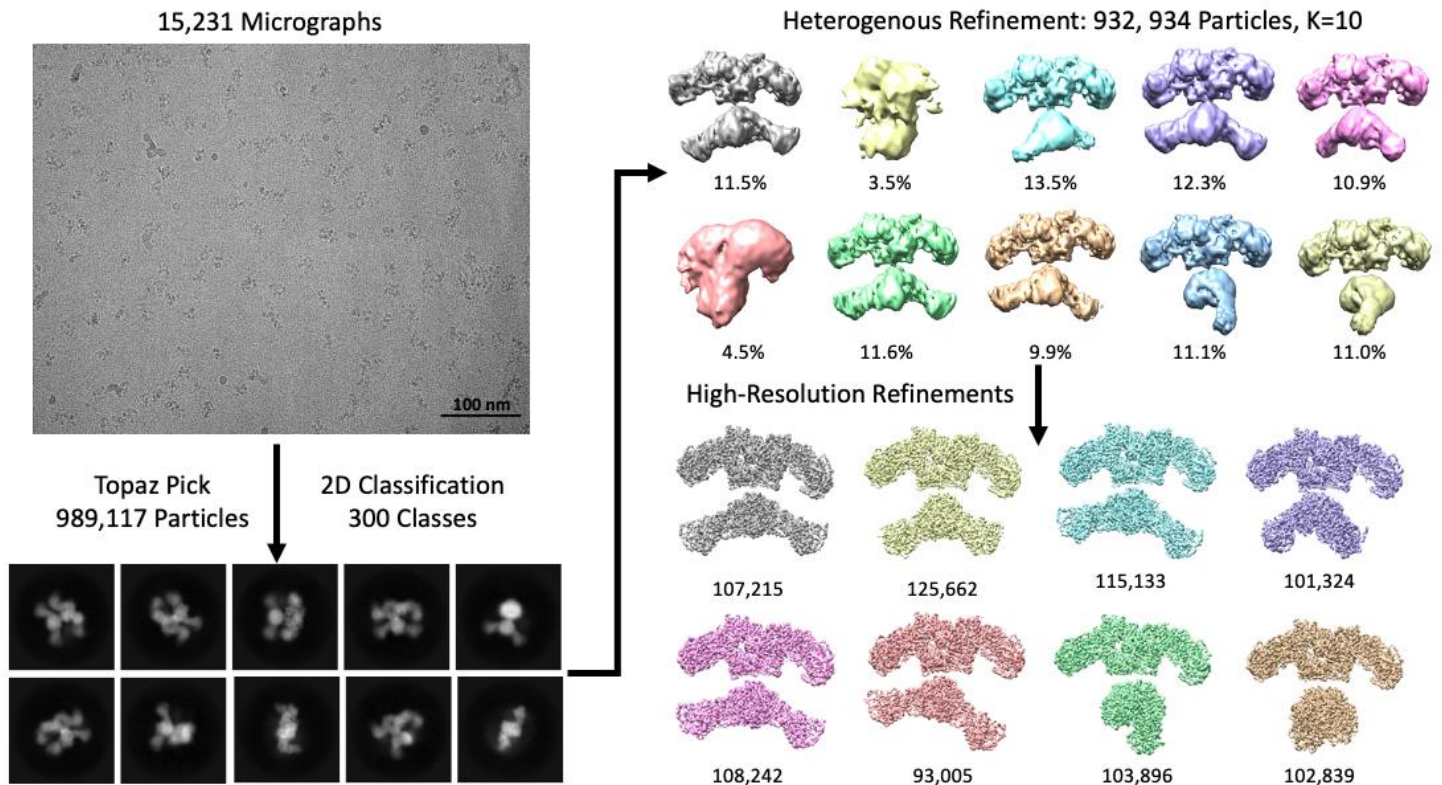 15,231 Micrographs
100 nm
Topaz Pick
989,117 Particles
2D Classification
300 Classes
Heterogenous Refinement: 932, 934 Particles, K=10
11.5%
3.5%
13.5%
12.3%
10.9%
4.5%
11.6%
9.9%
11.1%
11.0%
High-Resolution Refinements
107,215
125,662
115,133
101,324
108,242
93,005
103,896
102,839